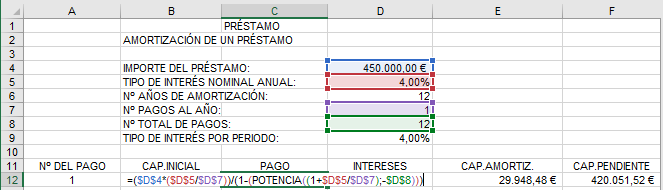 A B C D E F
1 PRÉSTAMO
2 AMORTIZACIÓN DE UN PRÉSTAMO
3
4 IMPORTE DEL PRÉSTAMO: 450.000,00 €
5 TIPO DE INTERÉS NOMINAL ANUAL: 4,00%
6 Nº AÑOS DE AMORTIZACIÓN: 12
7 Nº PAGOS AL AÑO: 1
8 Nº TOTAL DE PAGOS: 12
9 TIPO DE INTERÉS POR PERIODO: 4,00%
10
11 Nº DEL PAGO CAP.INICIAL PAGO INTERESES CAP.AMORTIZ. CAP.PENDIENTE
12 1 =($D$4*($D$5/$D$7))/(1-(POTENCIA((1+$D$5/$D$7);-$D$8))) 29.948,48 € 420.051,52 €